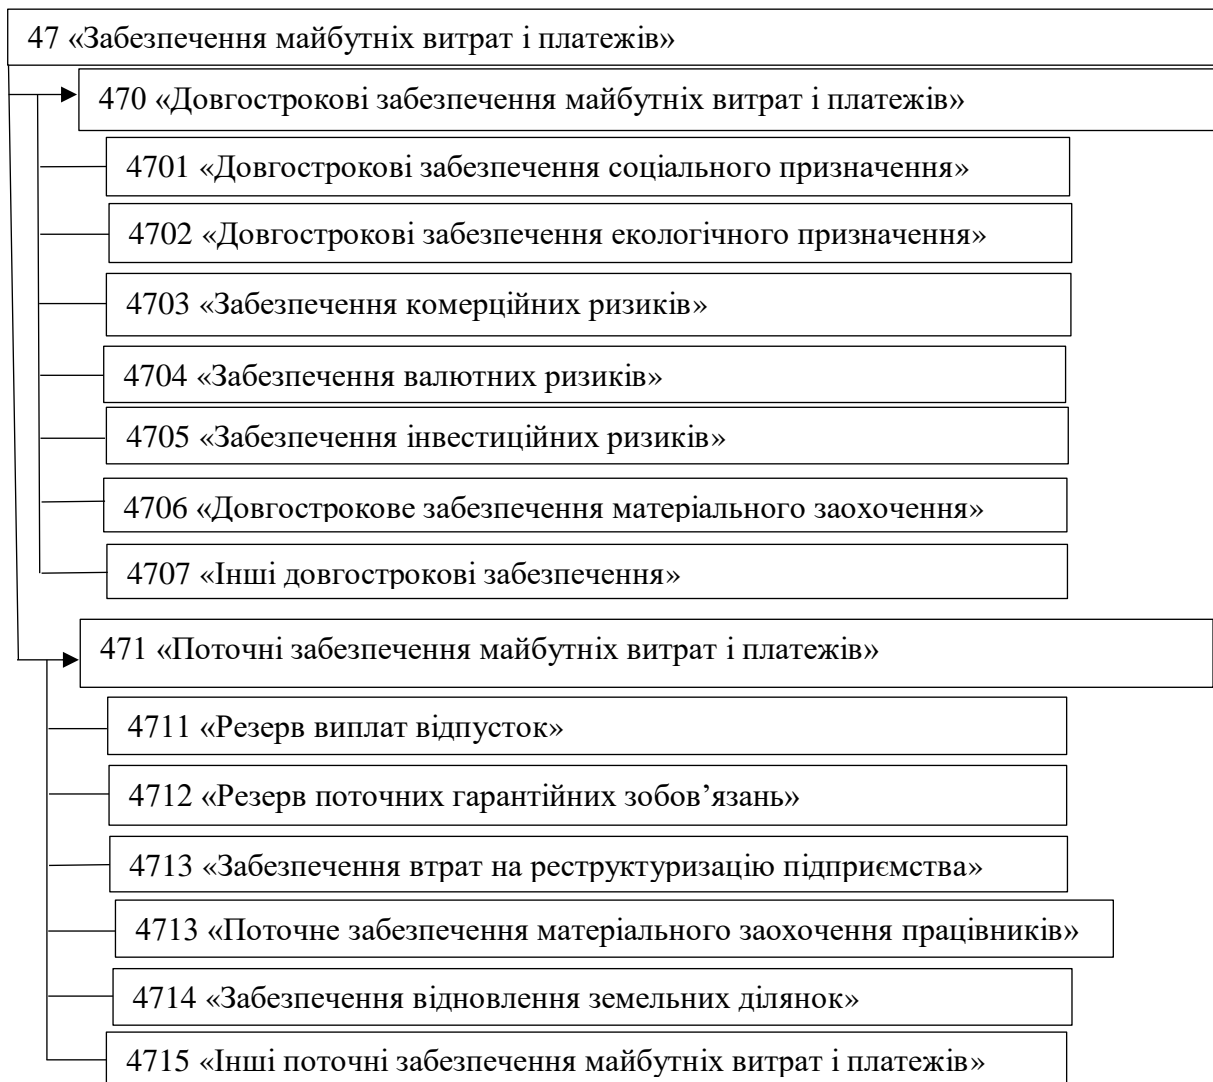 47 «Забезпечення майбутніх витрат і платежів»
470 «Довгострокові забезпечення майбутніх витрат і платежів»
4701 «Довгострокові забезпечення соціального призначення»
4702 «Довгострокові забезпечення екологічного призначення»
4703 «Забезпечення комерційних ризиків»
4704 «Забезпечення валютних ризиків»
4705 «Забезпечення інвестиційних ризиків»
4706 «Довгострокове забезпечення матеріального заохочення»
4707 «Інші довгострокові забезпечення»
471 «Поточні забезпечення майбутніх витрат і платежів»
4711 «Резерв виплат відпусток»
4712 «Резерв поточних гарантійних зобов’язань»
4713 «Забезпечення втрат на реструктуризацію підприємства»
4713 «Поточне забезпечення матеріального заохочення працівників»
4714 «Забезпечення відновлення земельних ділянок»
4715 «Інші поточні забезпечення майбутніх витрат і платежів»